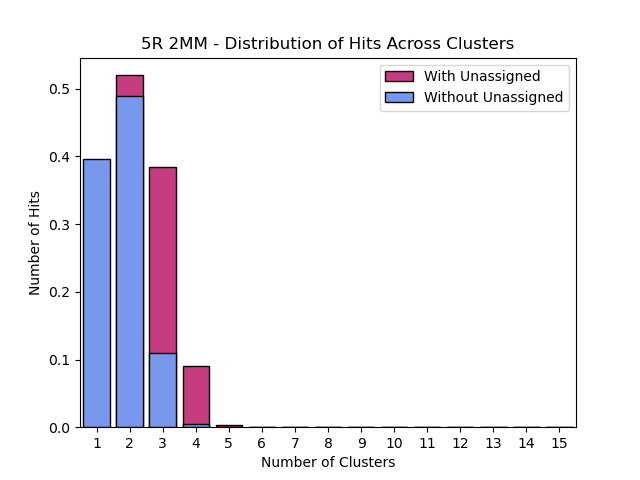 5R 2MM - Distribution of Hits Across Clusters
With Unassigned
Without Unassigned
Number of Hits
0.5
0.4
0.3
0.2
0.1
0.0
1 2 3 4 5 6 7 8 9 10 11 12 13 14 15
Number of Clusters